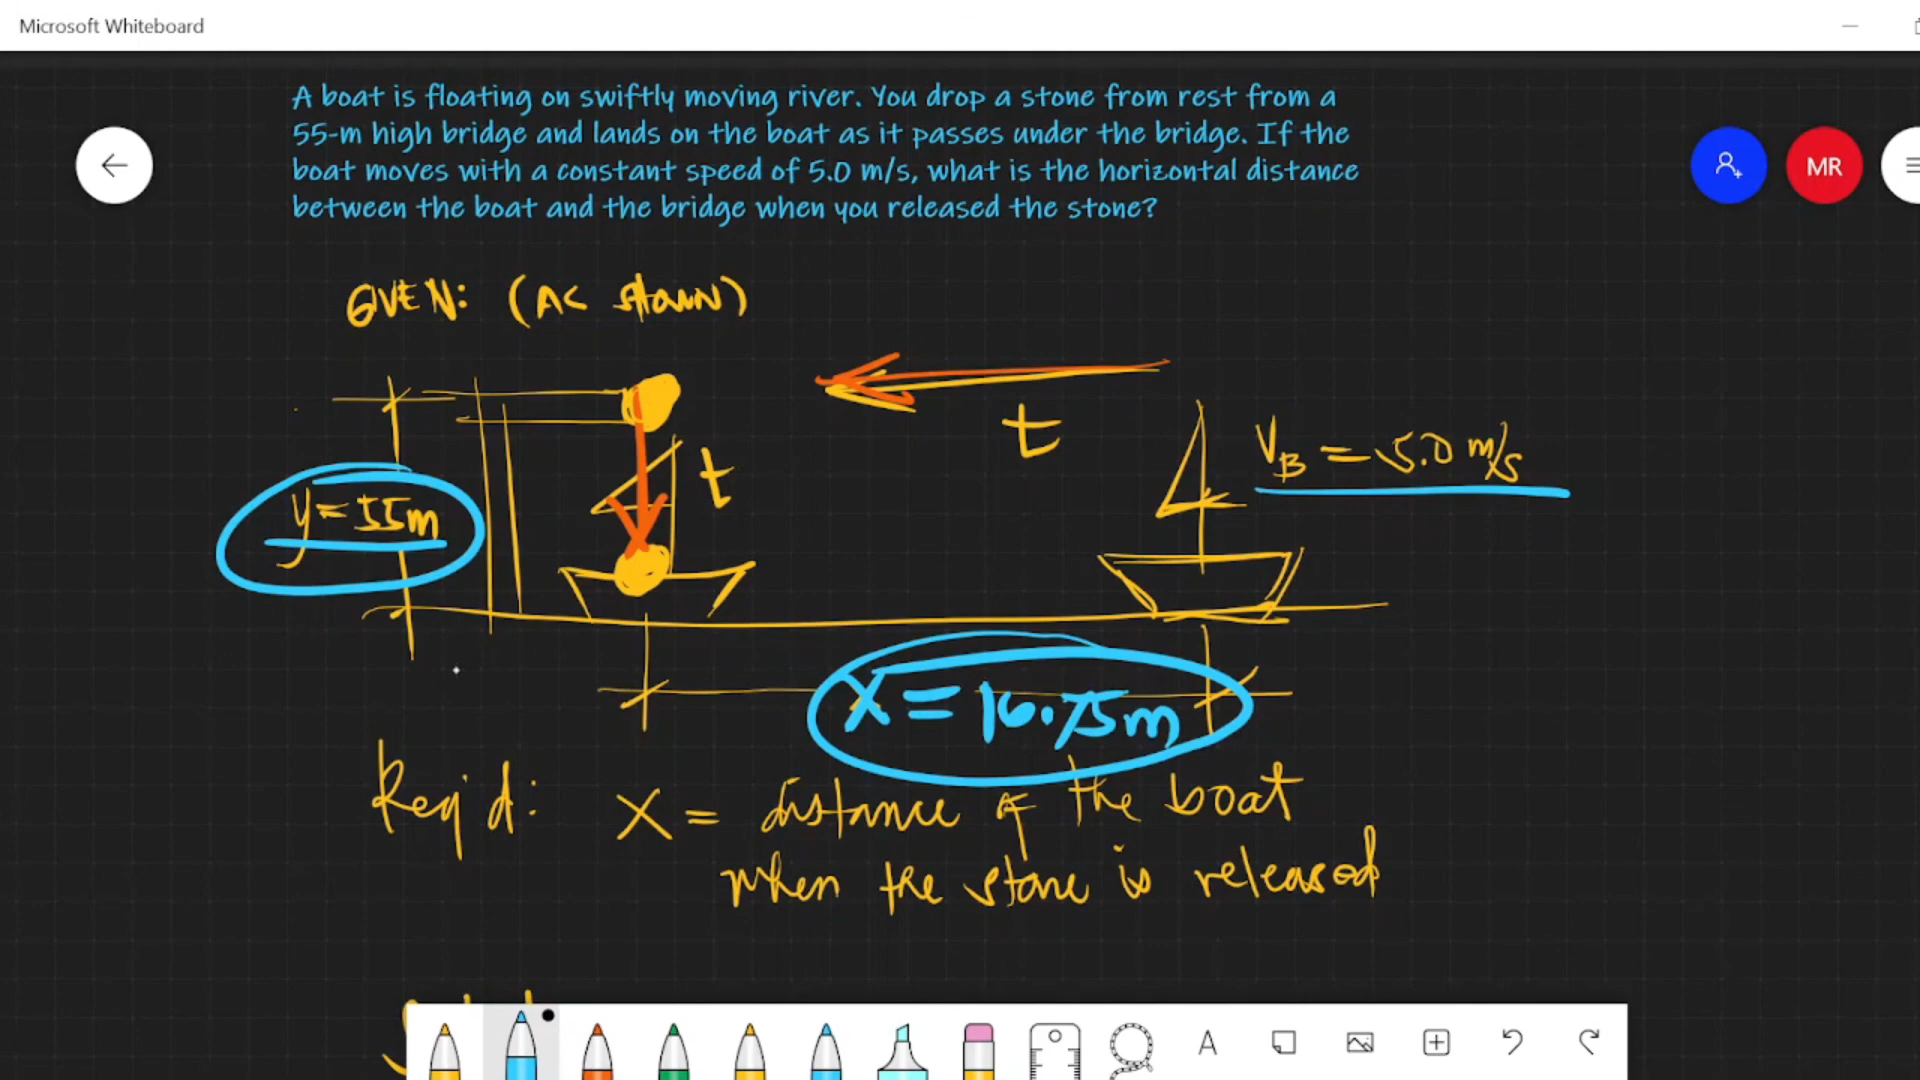 Microsoft Whiteboard
A boat is floating on swiftly moving river. You drop a stone from rest from a
55-m high bridge and lands on the boat as it passes under the bridge. If the
boat moves with a constant speed of 5.0 m/s, what is the horizontal distance
between the boat and the bridge when you released the stone?
MR
GIVEN: (AS shown)
t
t
VB = 5.0 m/s
y = 55m
X = 16.75m
Req'd: X = distance of the boat
when the stone is released
A